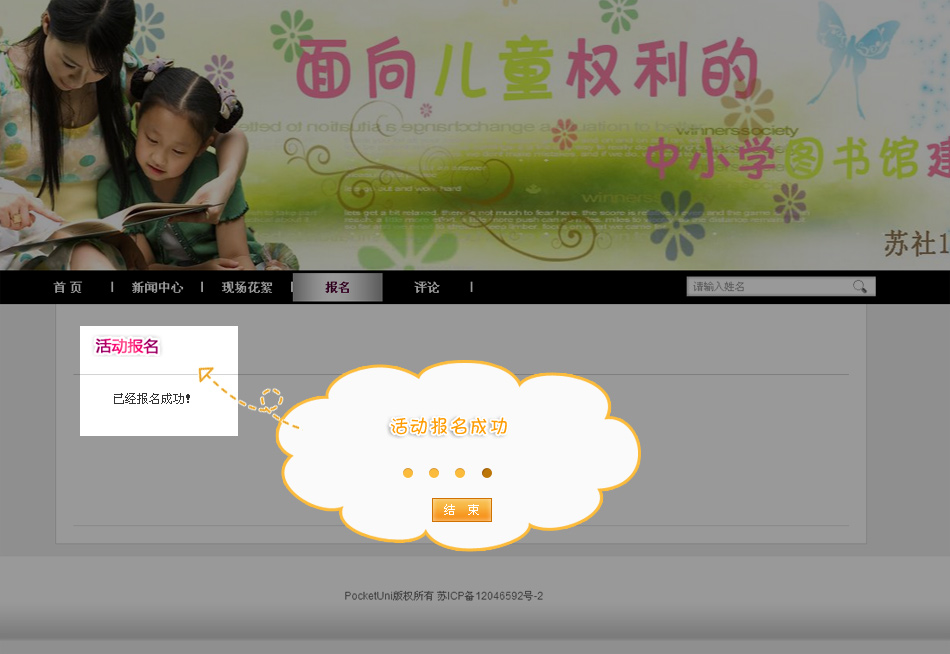 面向儿童权利的
winnerssociety
中小学图书馆建
苏社1
首 页
新闻中心
现场花絮
报名
评论
请输入姓名
活动报名
已经报名成功!
活动报名成功
结 束
PocketUni版权所有 苏ICP备12046592号-2